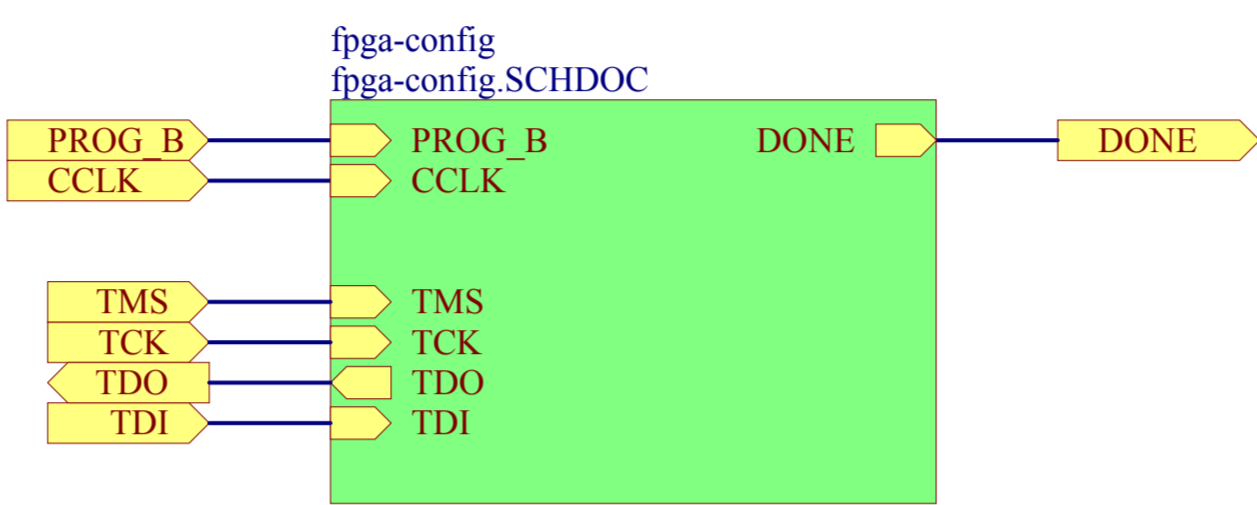 fpga-config
fpga-config.SCHDOC
PROG_B PROG_B DONE DONE
CCLK CCLK
TMS TMS
TCK TCK
TDO TDO
TDI TDI